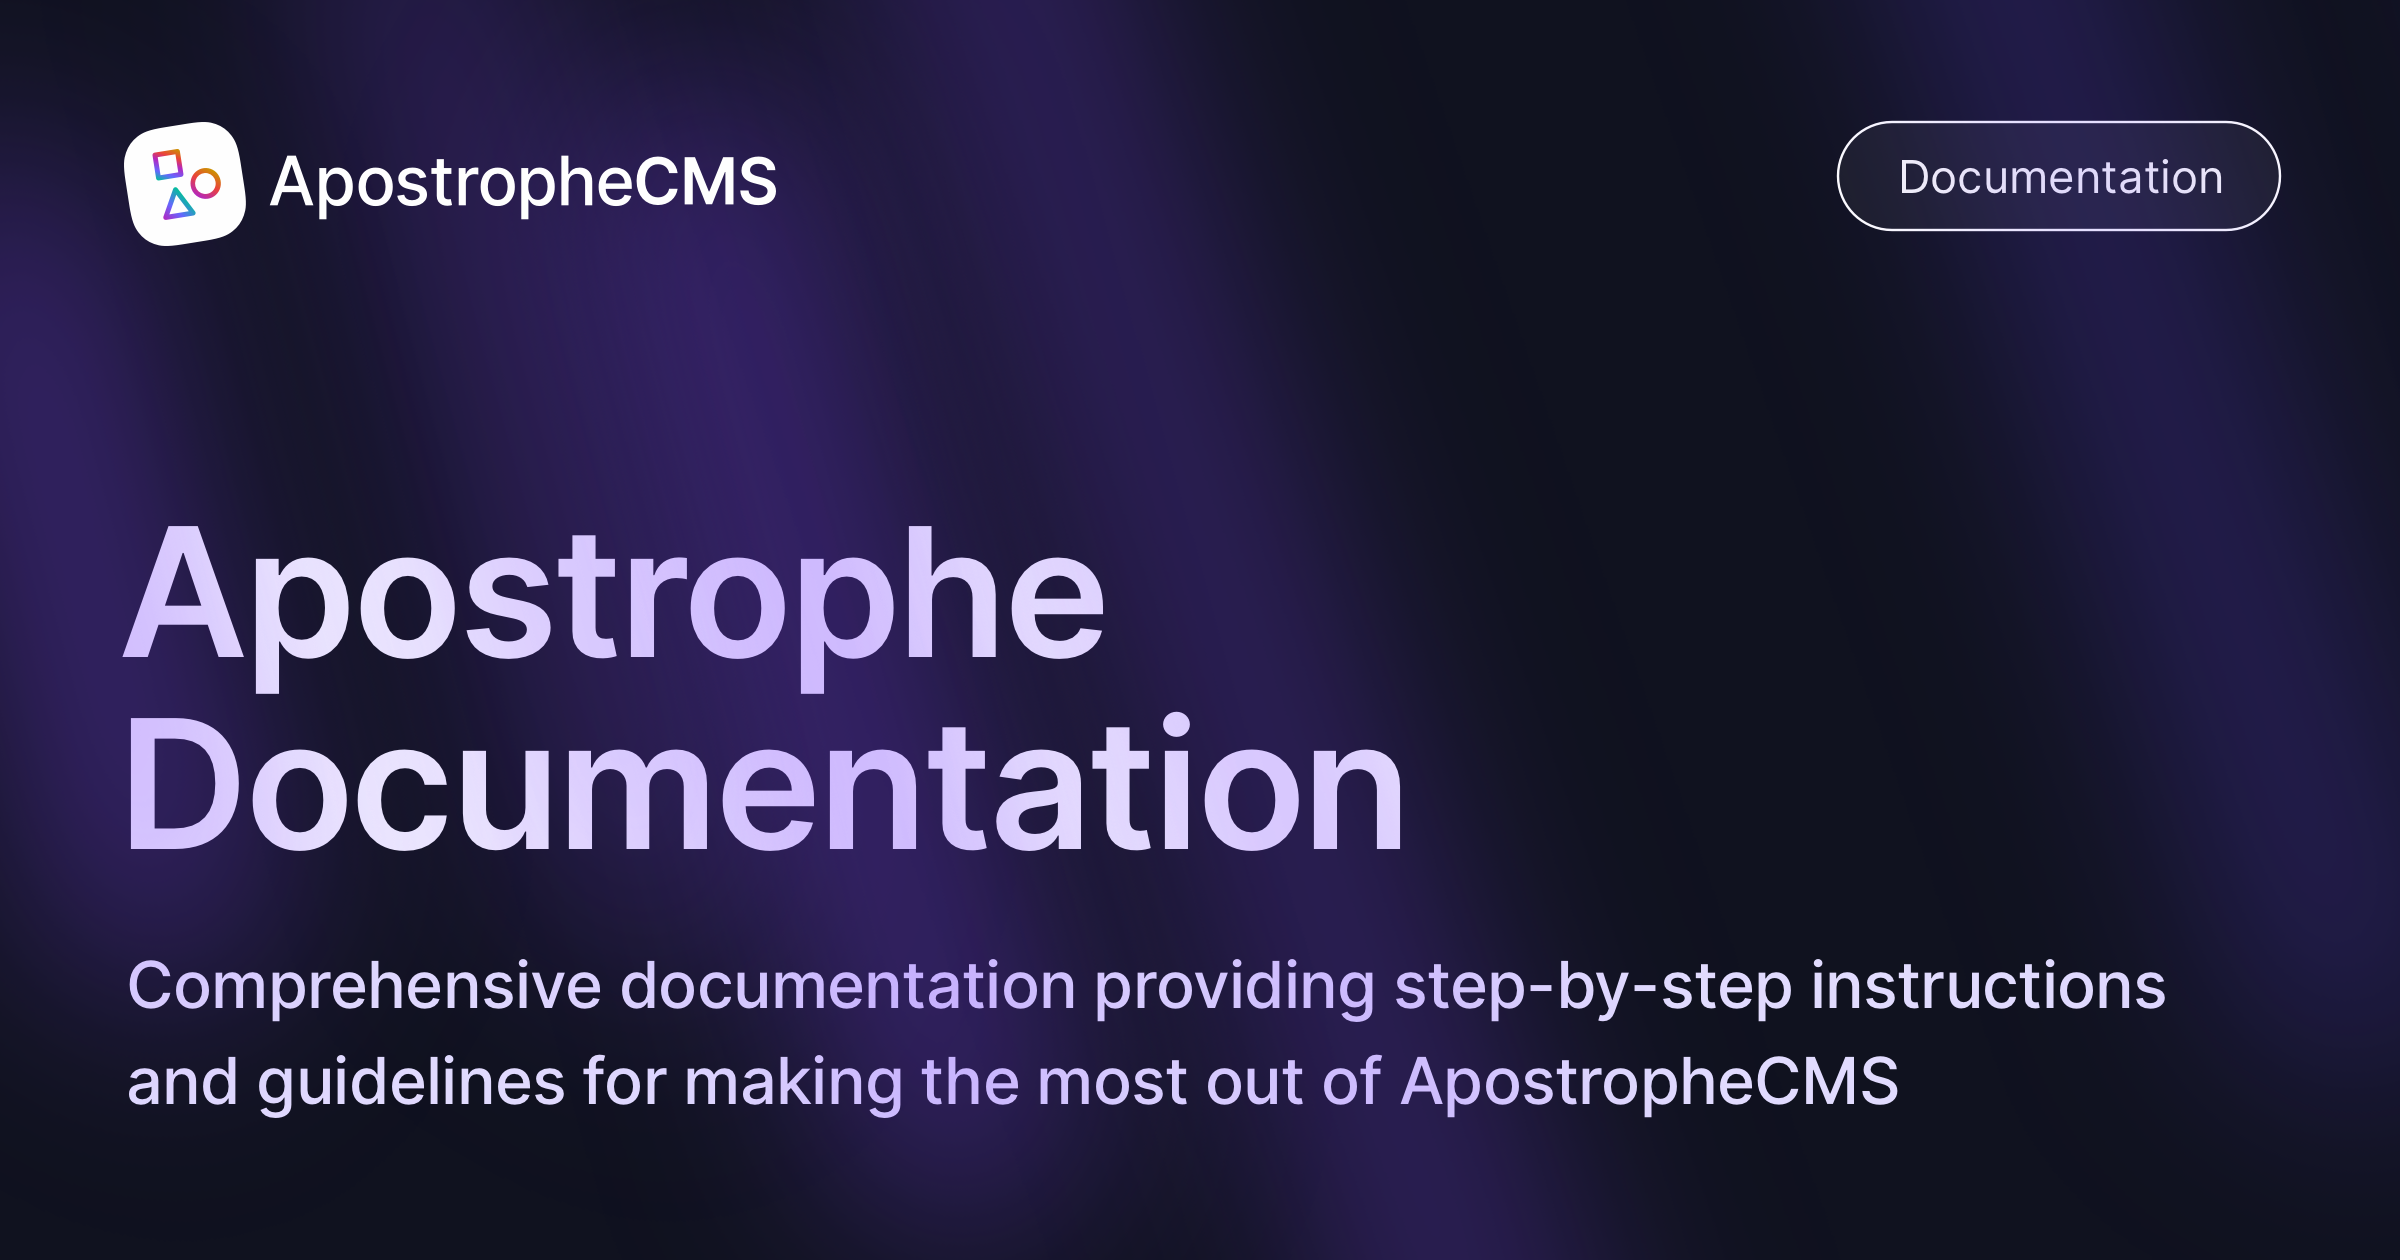 ApostropheCMS
Documentation
Apostrophe
Documentation
Comprehensive documentation providing step-by-step instructions
and guidelines for making the most out of ApostropheCMS